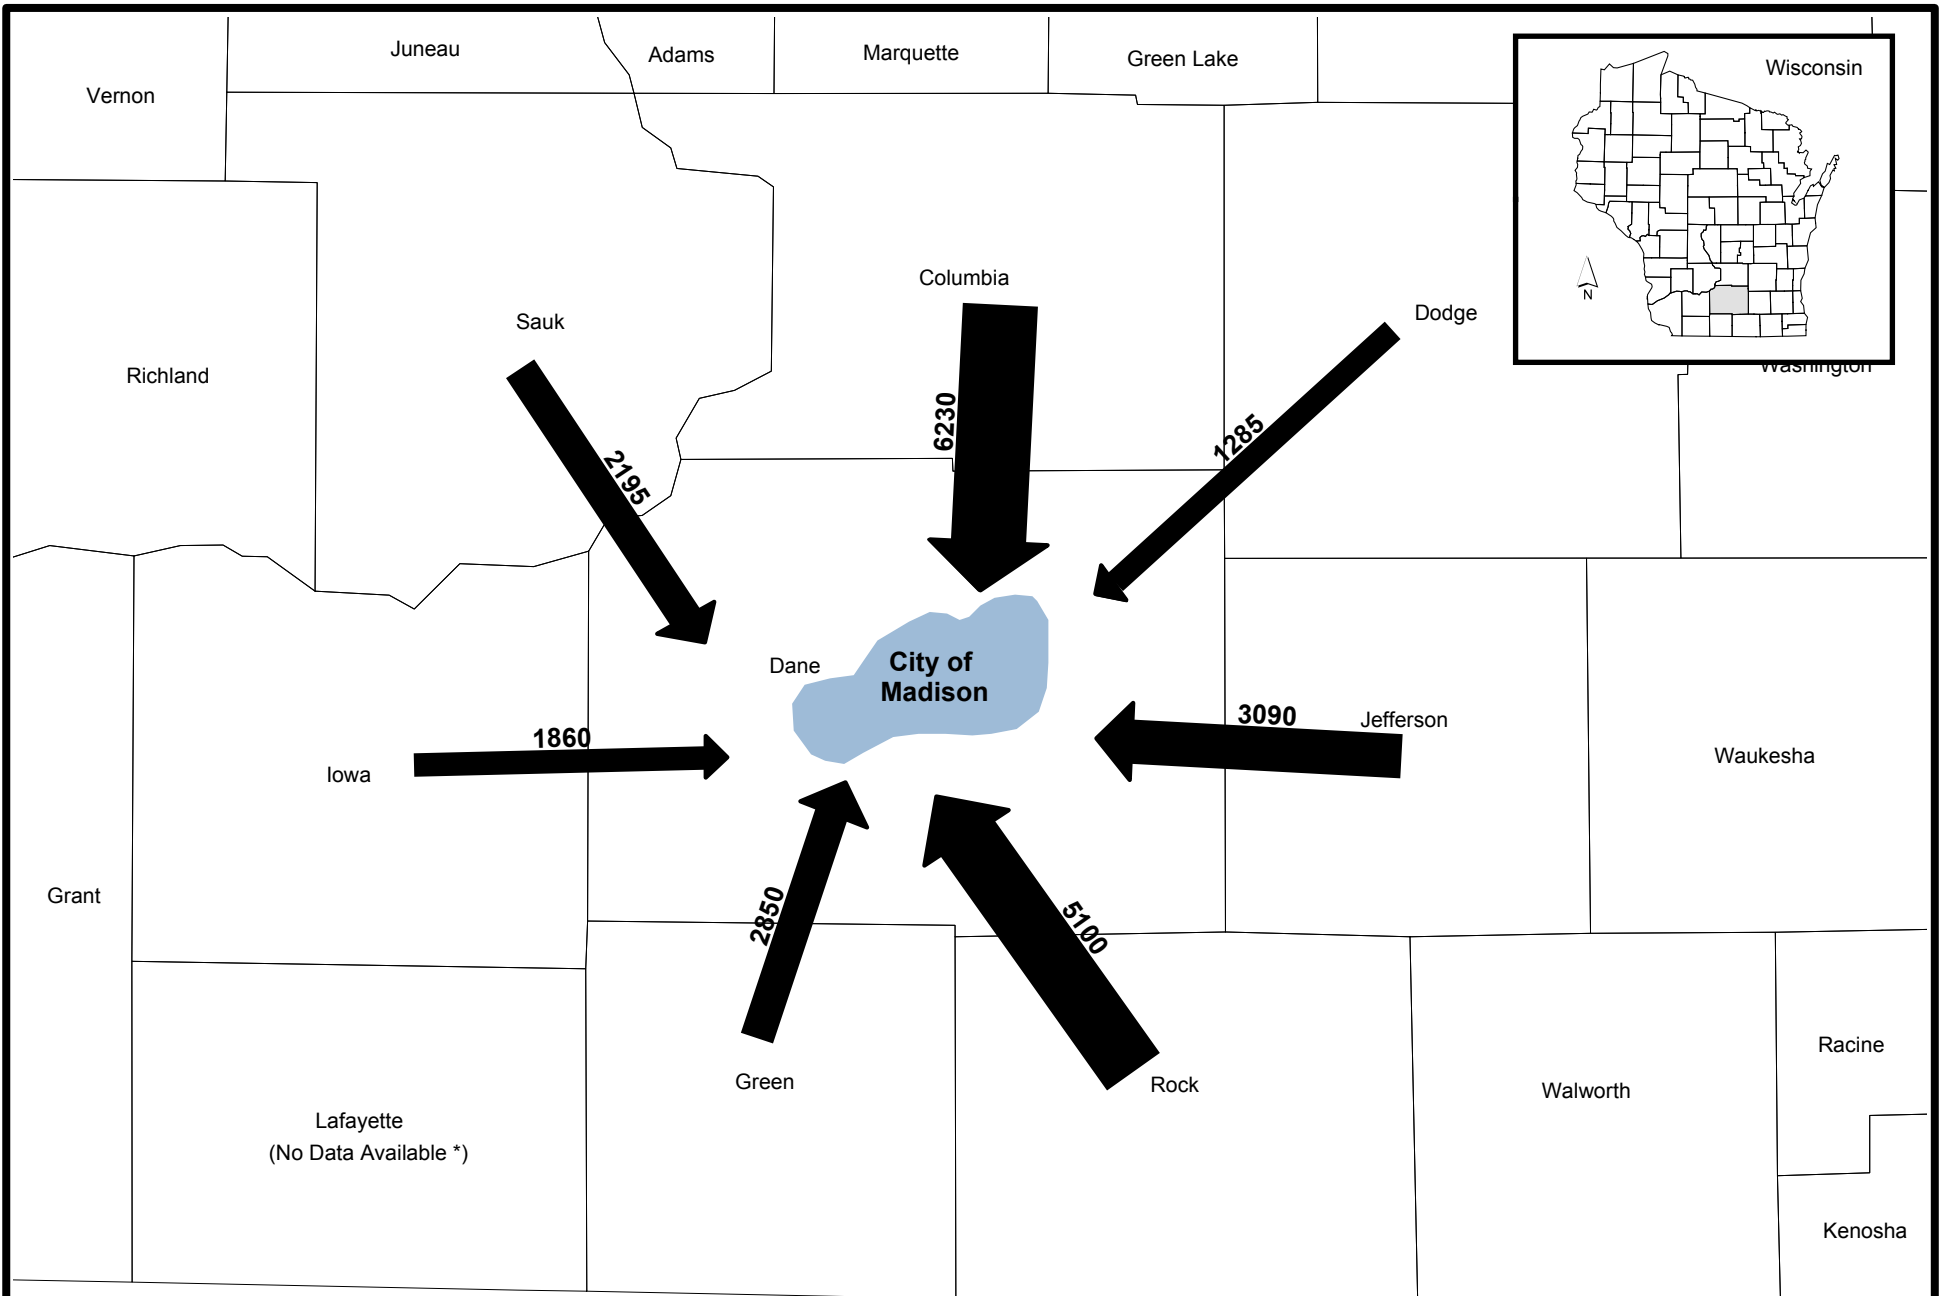 Juneau
Adams
Marquette
Green Lake
Wisconsin
Vernon
N
Columbia
Sauk
Dodge
Richland
Washington
6230
1285
2195
Dane
City of
Madison
3090
Jefferson
1860
Iowa
Waukesha
Grant
2850
5100
Green
Rock
Racine
Walworth
Lafayette
(No Data Available *)
Kenosha